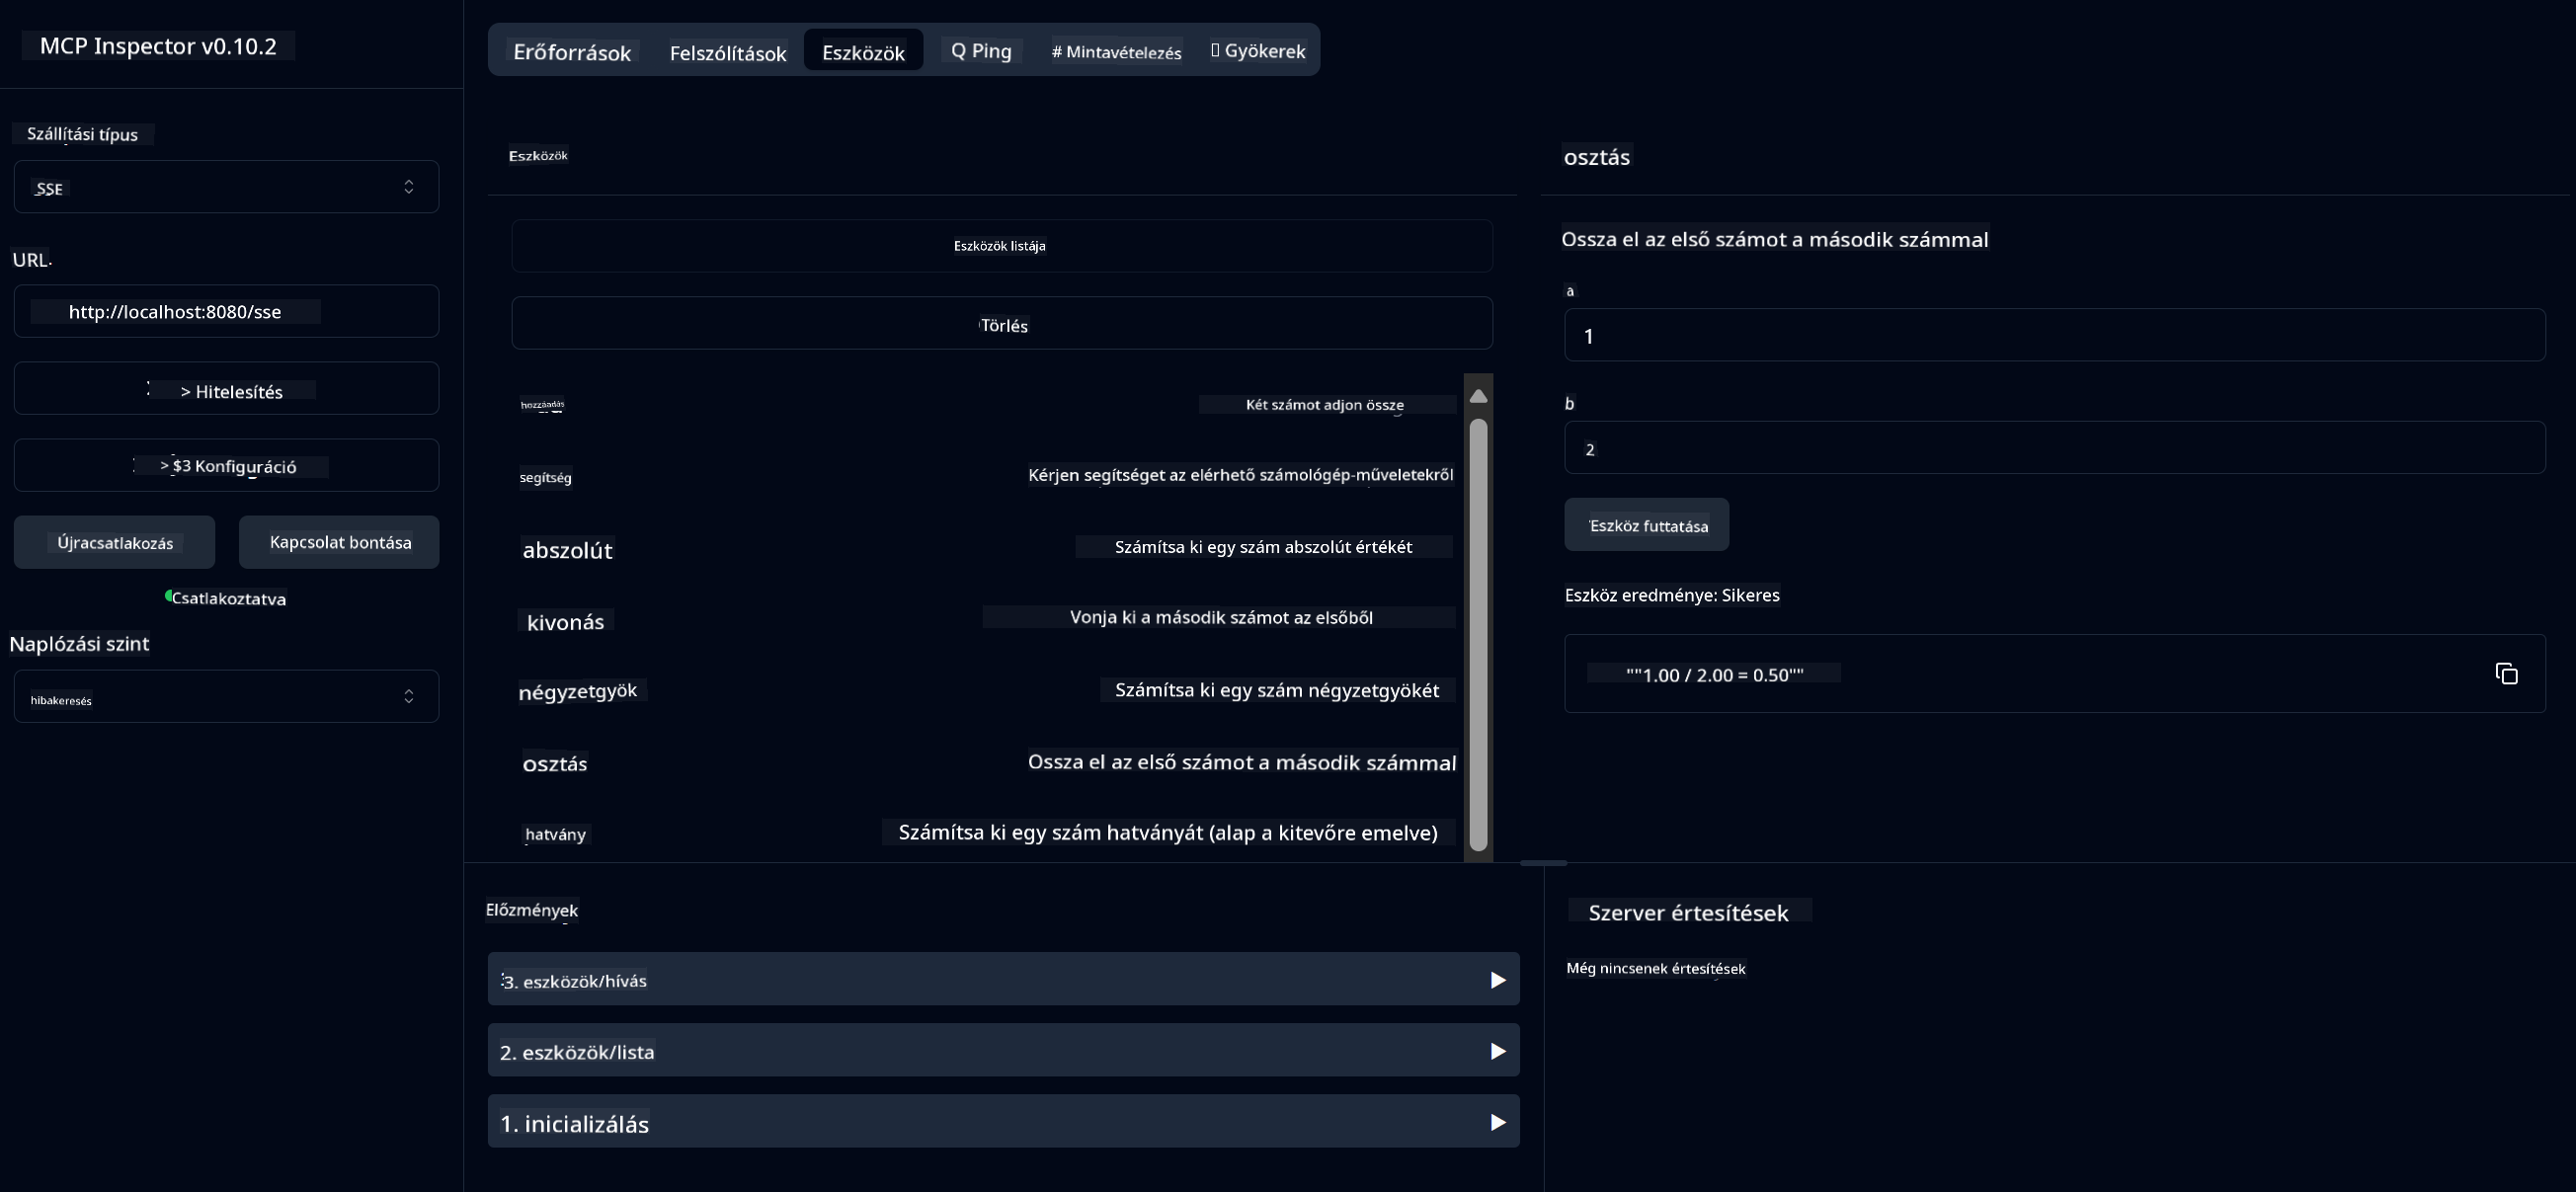 MCP Inspector v0.10.2
Szállítási típus
SSE
URL
http://localhost:8080/sse
> Hitelesítés
> $3 Konfiguráció
Újracsatlakozás
Kapcsolat bontása
Csatlakoztatva
Naplózási szint
hibakeresés
Erőforrások
Felszólítások
Eszközök
Q Ping
# Mintavételezés
Gyökerek
Eszközök
Eszközök listája
Törlés
hozzáadás
Két számot adjon össze
segítség
Kérjen segítséget az elérhető számológép-műveletekről
abszolút
Számítsa ki egy szám abszolút értékét
kivonás
Vonja ki a második számot az elsőből
négyzetgyök
Számítsa ki egy szám négyzetgyökét
osztás
Ossza el az első számot a második számmal
hatvány
Számítsa ki egy szám hatványát (alap a kitevőre emelve)
osztás
Ossza el az első számot a második számmal
a
1
b
2
Eszköz futtatása
Eszköz eredménye: Sikeres
""1.00 / 2.00 = 0.50""
Előzmények
3. eszközök/hívás
2. eszközök/lista
1. inicializálás
Szerver értesítések
Még nincsenek értesítések